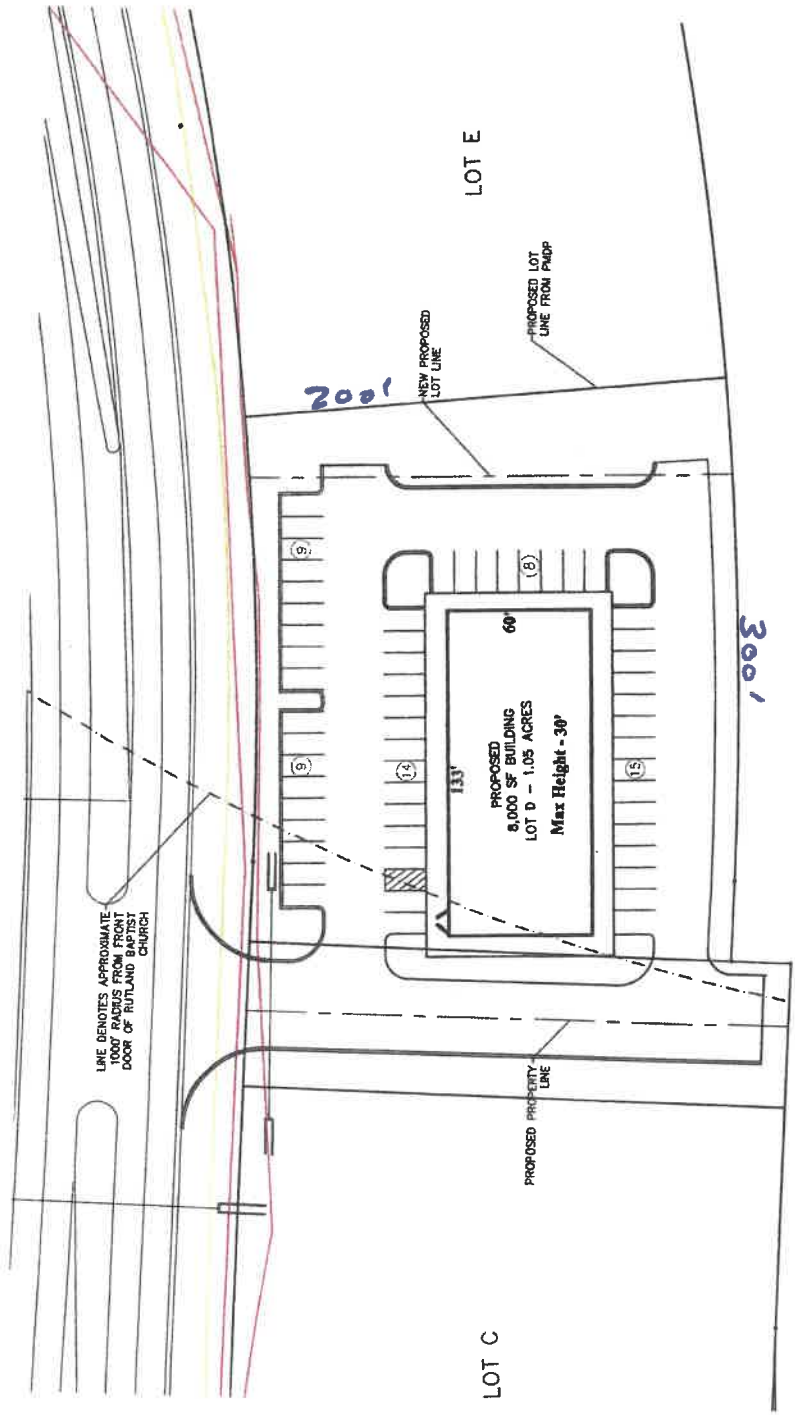 LINE DENOTES APPROXIMATE
1000' RADIUS FROM FRONT
DOOR OF RUTLAND BAPTIST
CHURCH
200'
NEW PROPOSED
LOT LINE
LOT E
PROPOSED LOT
LINE FROM PMDP
9
9
14
8
15
133'
60'
PROPOSED
8,000 SF BUILDING
LOT D - 1.05 ACRES
Max Height - 30'
300'
PROPOSED PROPERTY
LINE
LOT C